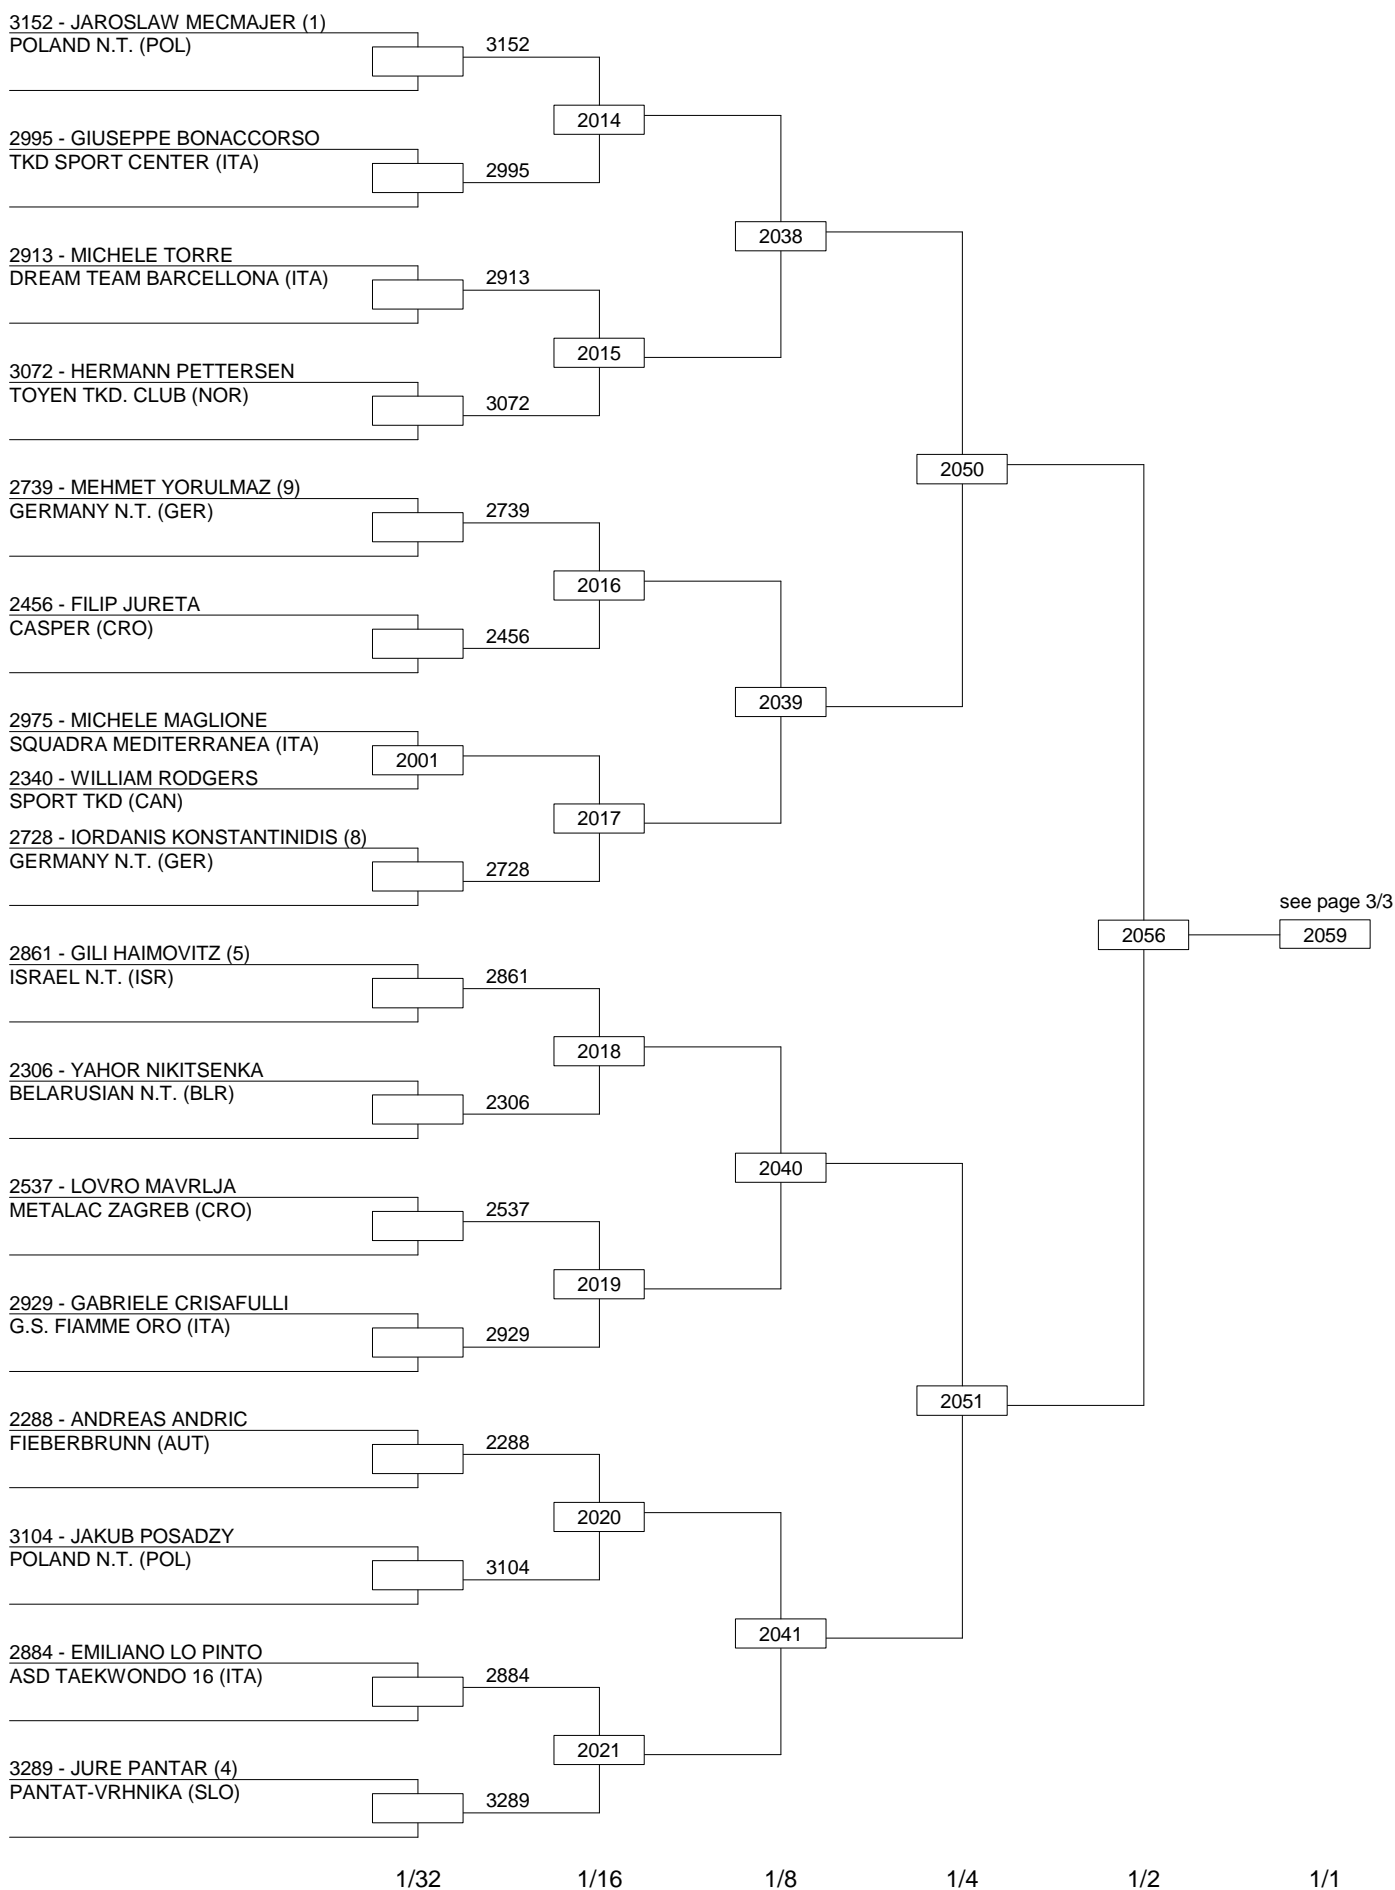 3152 - JAROSLAW MECMAJER (1)
POLAND N.T. (POL)
3152
2014
2995 - GIUSEPPE BONACCORSO
TKD SPORT CENTER (ITA)
2995
2038
2913 - MICHELE TORRE
DREAM TEAM BARCELLONA (ITA)
2913
2015
3072 - HERMANN PETTERSEN
TOYEN TKD. CLUB (NOR)
3072
2050
2739 - MEHMET YORULMAZ (9)
GERMANY N.T. (GER)
2739
2016
2456 - FILIP JURETA
CASPER (CRO)
2456
2039
2975 - MICHELE MAGLIONE
SQUADRA MEDITERRANEA (ITA)
2001
2340 - WILLIAM RODGERS
SPORT TKD (CAN)
2017
2728 - IORDANIS KONSTANTINIDIS (8)
GERMANY N.T. (GER)
2728
see page 3/3
2056
2059
2861 - GILI HAIMOVITZ (5)
ISRAEL N.T. (ISR)
2861
2018
2306 - YAHOR NIKITSENKA
BELARUSIAN N.T. (BLR)
2306
2040
2537 - LOVRO MAVRLJA
METALAC ZAGREB (CRO)
2537
2019
2929 - GABRIELE CRISAFULLI
G.S. FIAMME ORO (ITA)
2929
2051
2288 - ANDREAS ANDRIC
FIEBERBRUNN (AUT)
2288
2020
3104 - JAKUB POSADZY
POLAND N.T. (POL)
3104
2041
2884 - EMILIANO LO PINTO
ASD TAEKWONDO 16 (ITA)
2884
2021
3289 - JURE PANTAR (4)
PANTAT-VRHNIKA (SLO)
3289
1/32 1/16 1/8 1/4 1/2 1/1